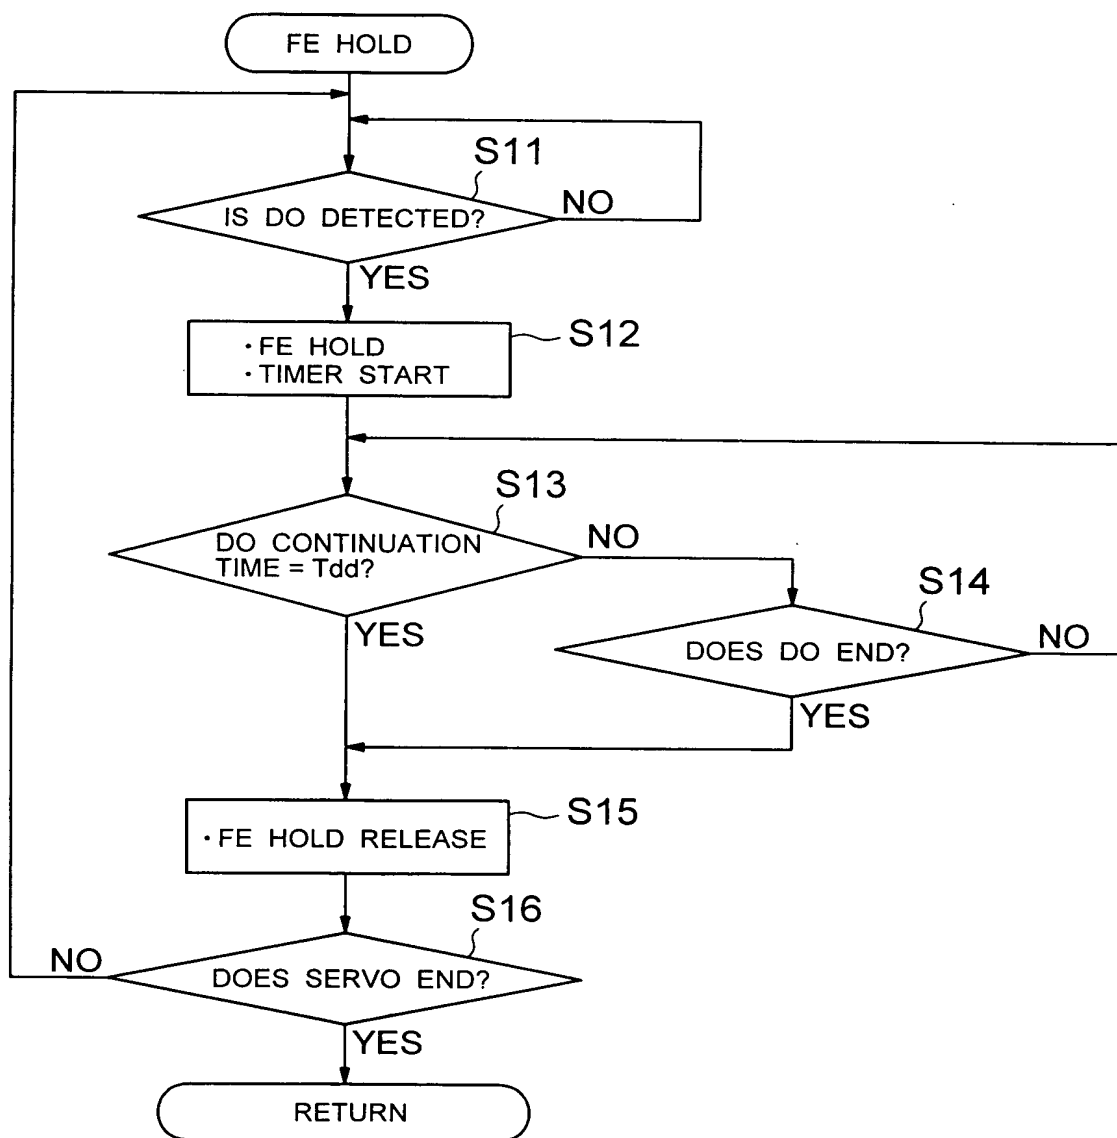 FE HOLD
S11
IS DO DETECTED?
NO
YES
S12
・FE HOLD
・TIMER START
S13
DO CONTINUATION
TIME = Tdd?
NO
YES
S14
DOES DO END?
NO
YES
S15
・FE HOLD RELEASE
S16
NO
DOES SERVO END?
YES
RETURN